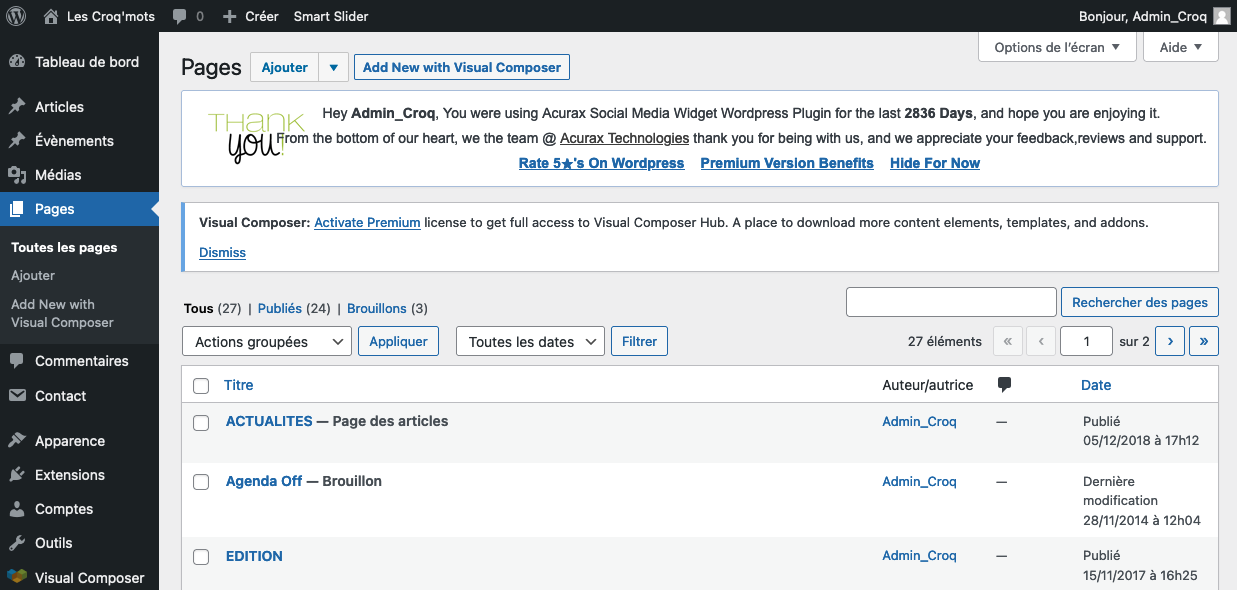 Les Croq'mots 0 Créer Smart Slider Bonjour, Admin_Croq
Tableau de bord
Articles
Évènements
Médias
Pages
Toutes les pages
Ajouter
Add New with
Visual Composer
Commentaires
Contact
Apparence
Extensions
Comptes
Outils
Visual Composer
Options de l'écran ▼ Aide ▼
Pages Ajouter ▼ Add New with Visual Composer
THANK
you!
Hey Admin_Croq, You were using Acurax Social Media Widget Wordpress Plugin for the last 2836 Days, and hope you are enjoying it.
From the bottom of our heart, we the team @ Acurax Technologies thank you for being with us, and we appreciate your feedback,reviews and support.
Rate 5★'s On Wordpress Premium Version Benefits Hide For Now
Visual Composer: Activate Premium license to get full access to Visual Composer Hub. A place to download more content elements, templates, and addons.
Dismiss
Tous (27) | Publiés (24) | Brouillons (3)
Rechercher des pages
Actions groupées Appliquer Toutes les dates Filtrer 27 éléments « ‹ 1 sur 2 › »
Titre Auteur/autrice Date
ACTUALITES — Page des articles Admin_Croq — Publié
05/12/2018 à 17h12
Agenda Off — Brouillon Admin_Croq — Dernière
modification
28/11/2014 à 12h04
EDITION Admin_Croq — Publié
15/11/2017 à 16h25